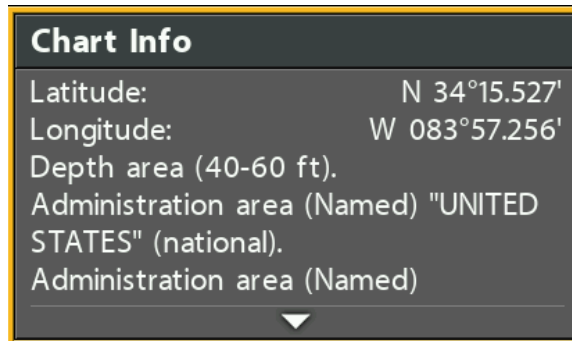 Chart Info
Latitude: N 34°15.527'
Longitude: W 083°57.256'
Depth area (40-60 ft).
Administration area (Named) "UNITED
STATES" (national).
Administration area (Named)